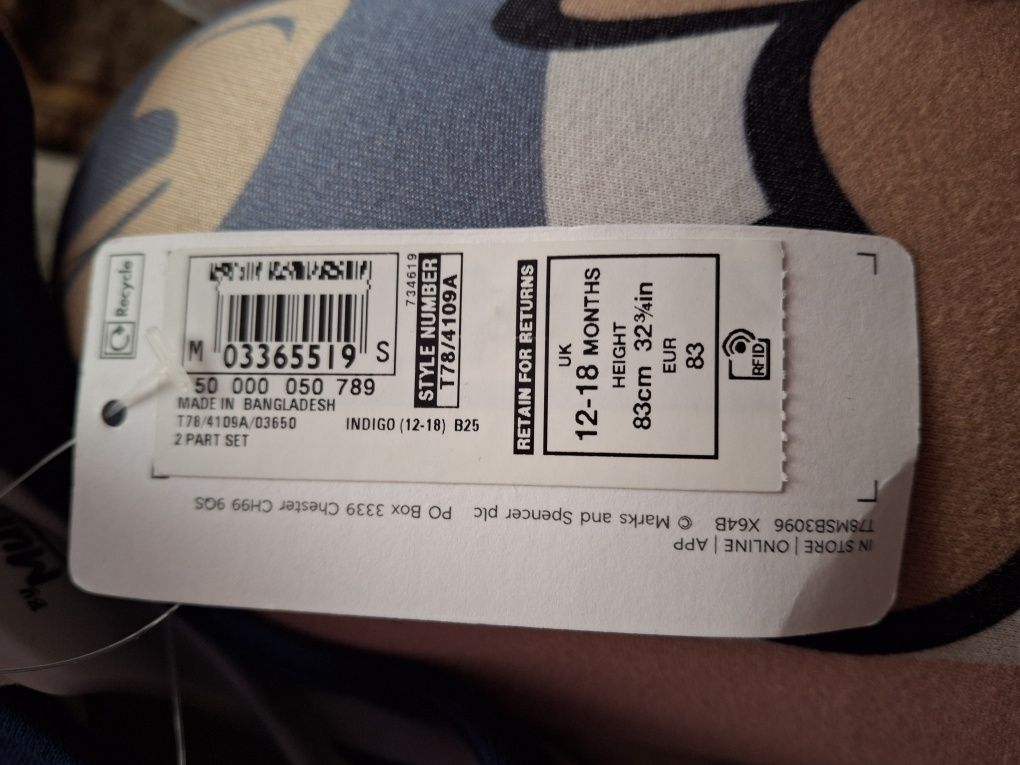 Recycle
M 03365519 S
50 000 050 789
MADE IN BANGLADESH
T78/4109A/03650 INDIGO (12-18) B25
2 PART SET
734619
STYLE NUMBER
T78/4109A
RETAIN FOR RETURNS
UK
12-18 MONTHS
HEIGHT
83cm 32¾in
EUR
83
RFID
IN STORE | ONLINE | APP
T78MSB3096 X64B © Marks and Spencer plc PO Box 3339 Chester CH99 9QS
BY